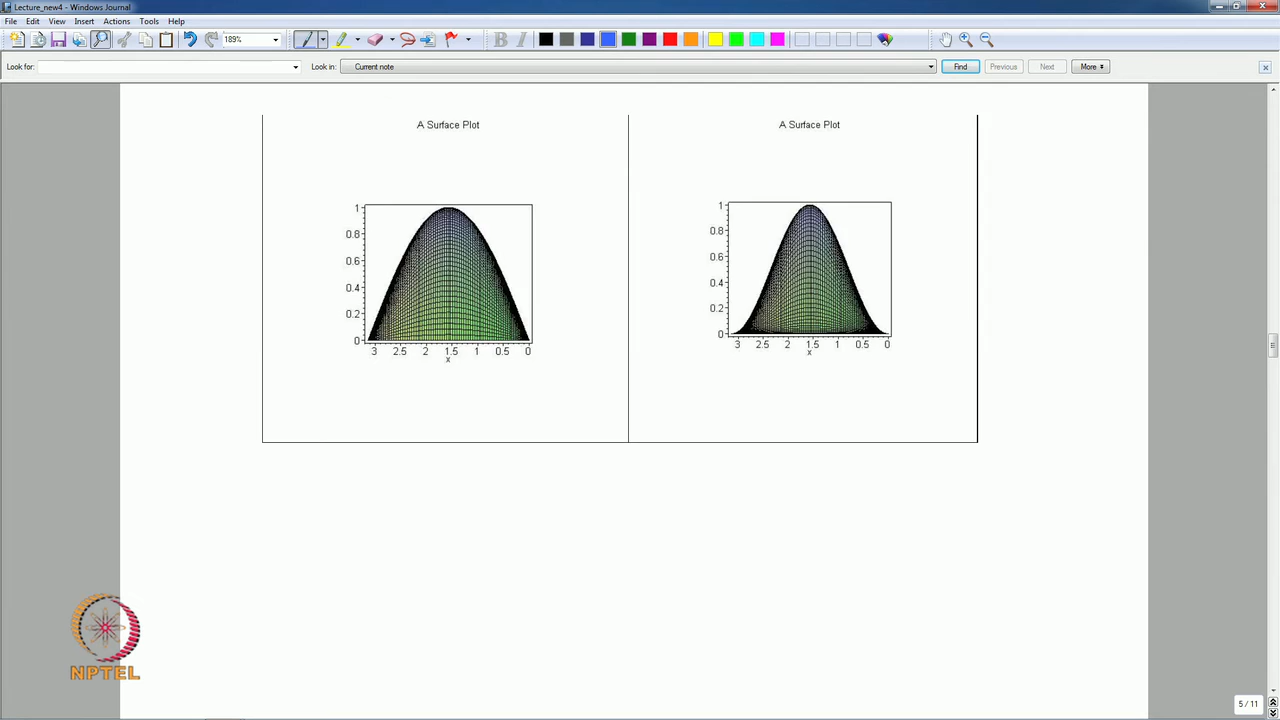 Lecture_new4 - Windows Journal
File Edit View Insert Actions Tools Help
189%
B I
Look for: Look in: Current note Find Previous Next More
A Surface Plot
1
0.8
0.6
0.4
0.2
0
3 2.5 2 1.5 1 0.5 0
x
A Surface Plot
1
0.8
0.6
0.4
0.2
0
3 2.5 2 1.5 1 0.5 0
x
NPTEL
5 / 11